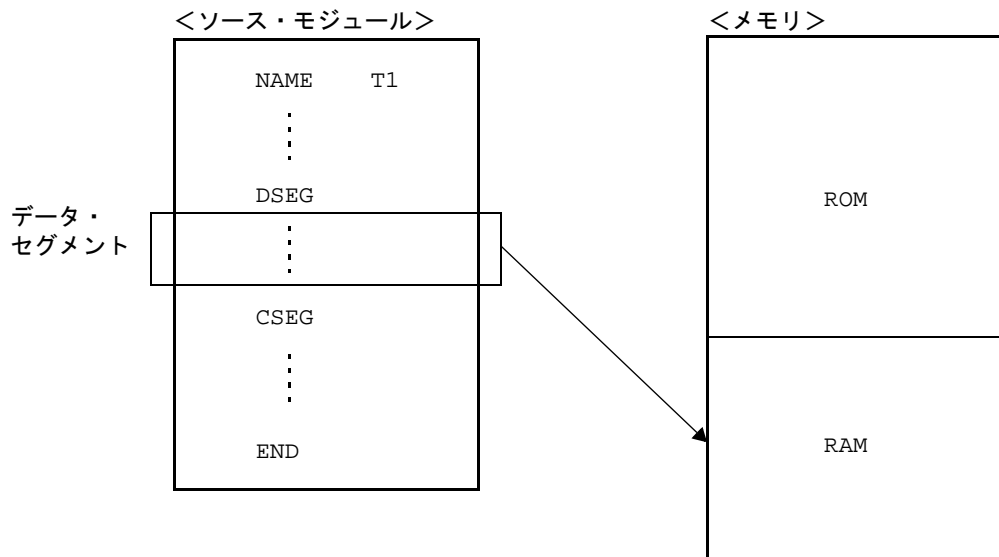 ＜ソース・モジュール＞
NAME T1
DSEG
データ・
セグメント
CSEG
END
＜メモリ＞
ROM
RAM